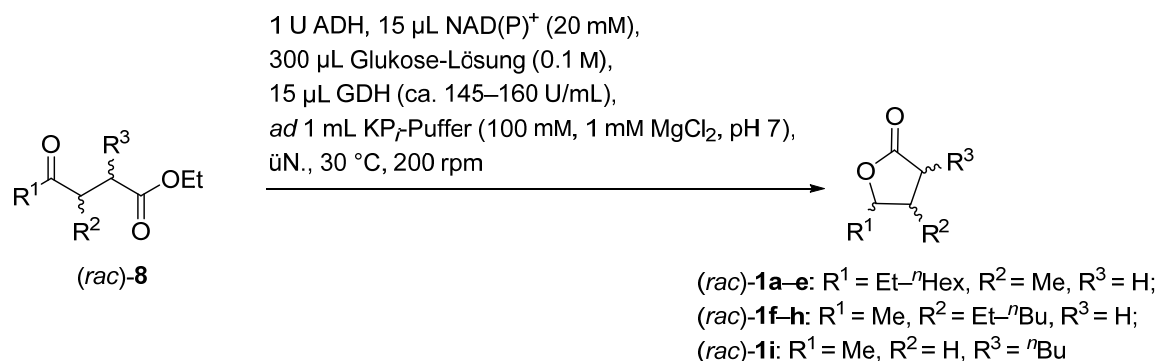 1 U ADH, 15 µL NAD(P)⁺ (20 mM),
300 µL Glukose-Lösung (0.1 M),
15 µL GDH (ca. 145–160 U/mL),
ad 1 mL KPᵢ-Puffer (100 mM, 1 mM MgCl₂, pH 7),
üN., 30 °C, 200 rpm
O
R³
R¹
OEt
R²
O
(rac)-8
O
O
R³
R¹
R²
(rac)-1a–e: R¹ = Et–ⁿHex, R² = Me, R³ = H;
(rac)-1f–h: R¹ = Me, R² = Et–ⁿBu, R³ = H;
(rac)-1i: R¹ = Me, R² = H, R³ = ⁿBu